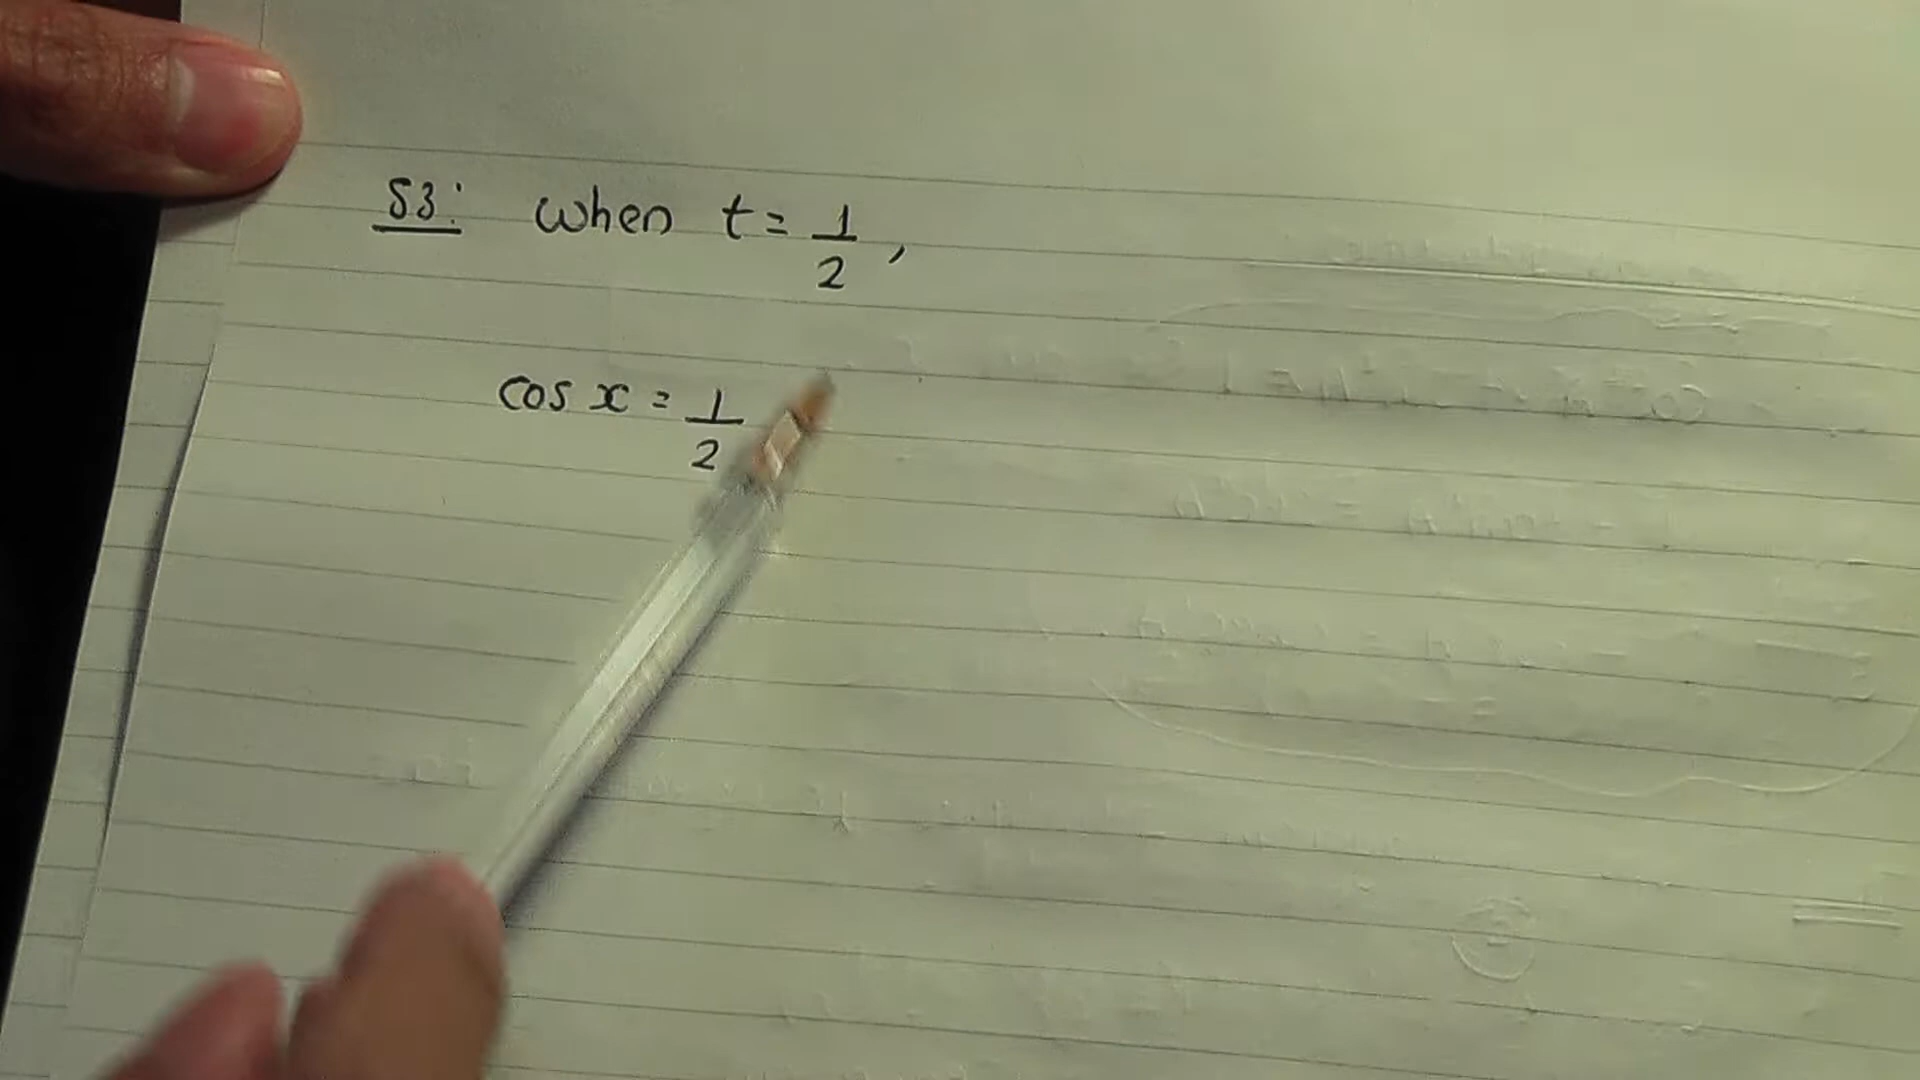 S3: when t = 1/2,
cos x = 1/2